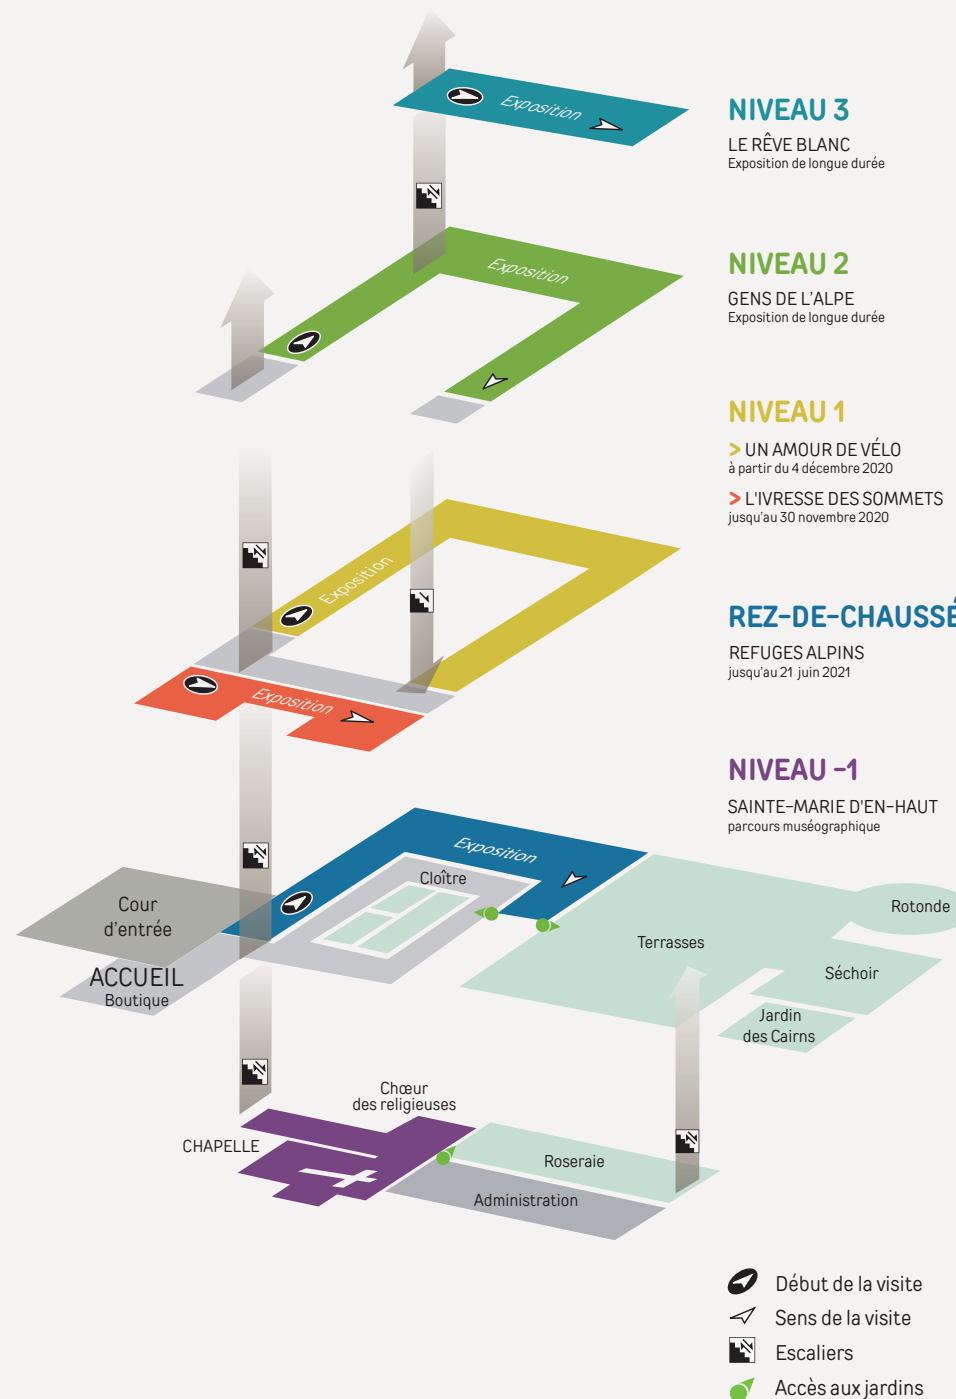 Exposition
NIVEAU 3
LE RÊVE BLANC
Exposition de longue durée
Exposition
NIVEAU 2
GENS DE L'ALPE
Exposition de longue durée
NIVEAU 1
> UN AMOUR DE VÉLO
à partir du 4 décembre 2020
> L'IVRESSE DES SOMMETS
jusqu'au 30 novembre 2020
Exposition
Exposition
REZ-DE-CHAUSSÉ
REFUGES ALPINS
jusqu'au 21 juin 2021
NIVEAU -1
SAINTE-MARIE D'EN-HAUT
parcours muséographique
Exposition
Cloître
Cour
d'entrée
ACCUEIL
Boutique
Terrasses
Rotonde
Séchoir
Jardin
des Cairns
Chœur
des religieuses
CHAPELLE
Roseraie
Administration
Début de la visite
Sens de la visite
Escaliers
Accès aux jardins